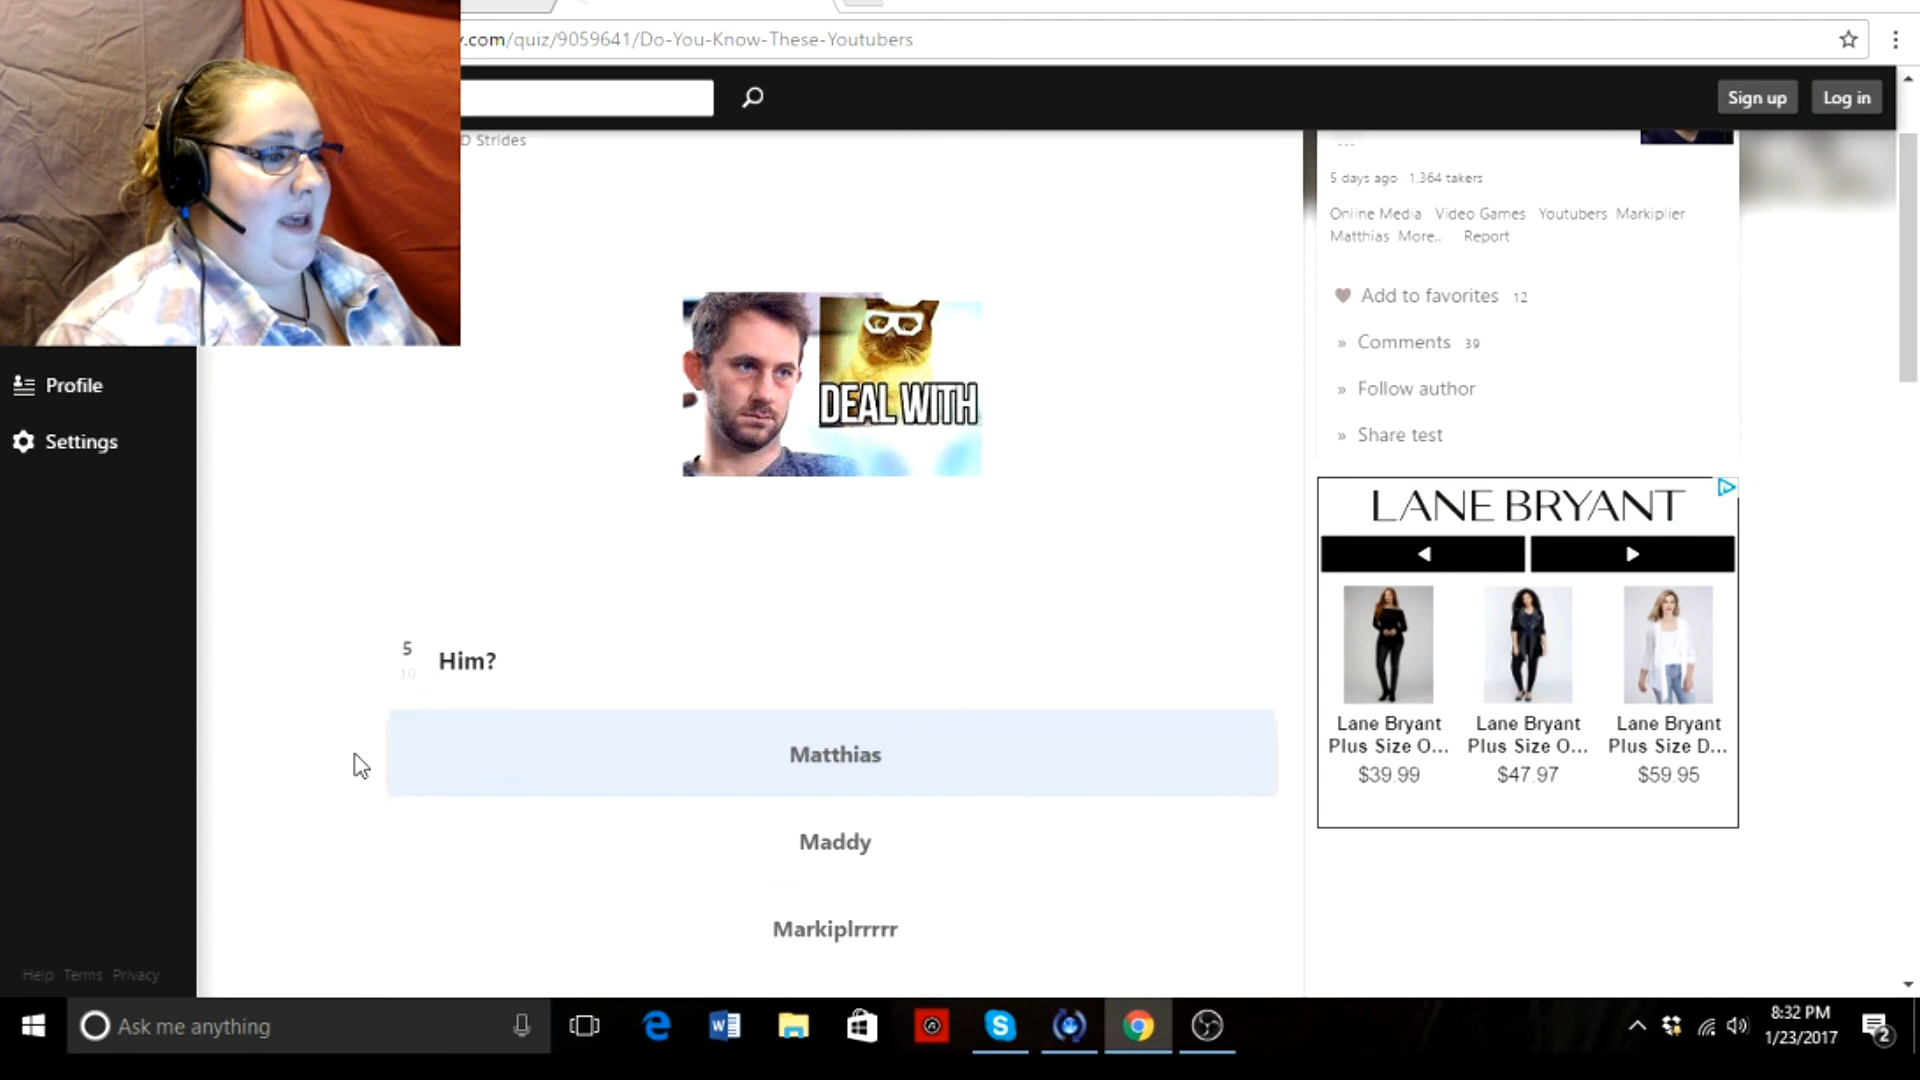 .com/quiz/9059641/Do-You-Know-These-Youtubers
Sign up
Log in
D Strides
5 days ago · 1,364 takers
Online Media Video Games Youtubers Markiplier
Matthias More.. Report
Add to favorites 12
» Comments 39
» Follow author
» Share test
Profile
Settings
DEAL WITH
LANE BRYANT
Lane Bryant
Plus Size O...
$39.99
Lane Bryant
Plus Size O...
$47.97
Lane Bryant
Plus Size D...
$59.95
5
10
Him?
Matthias
Maddy
Markiplrrrrr
Help Terms Privacy
Ask me anything
8:32 PM
1/23/2017
2